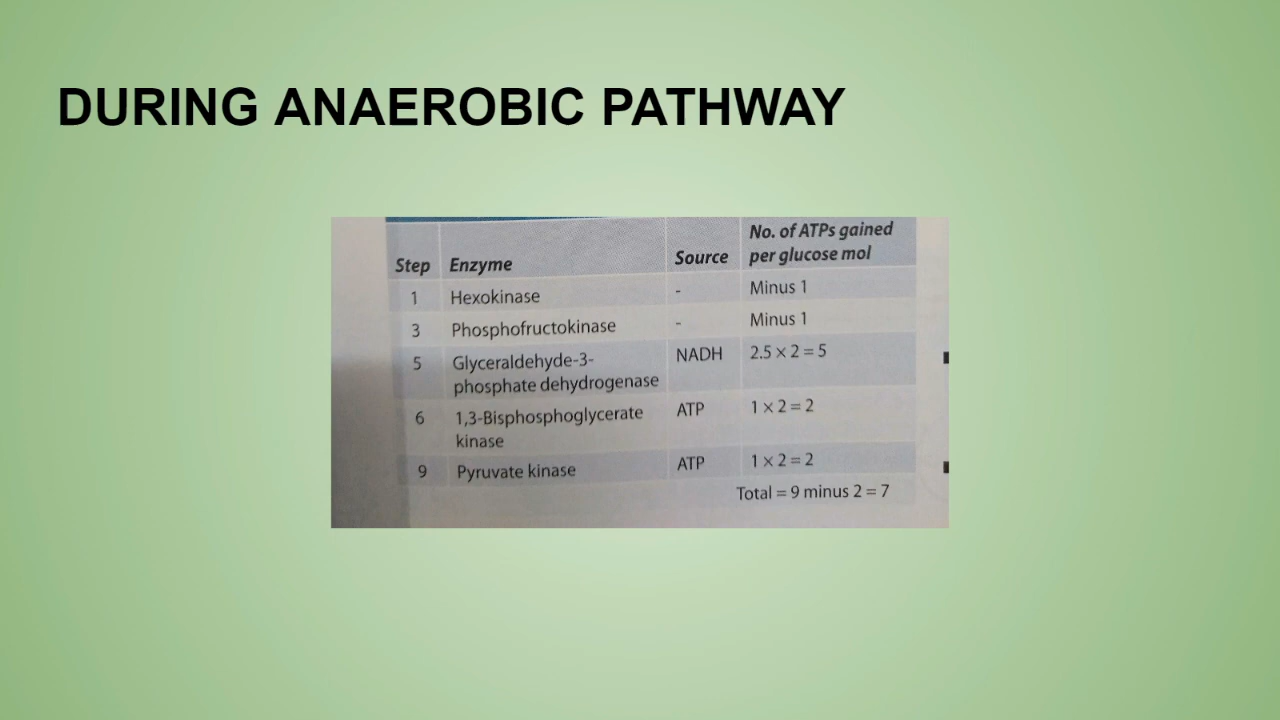 DURING ANAEROBIC PATHWAY
Step Enzyme Source No. of ATPs gained
per glucose mol
1 Hexokinase - Minus 1
3 Phosphofructokinase - Minus 1
5 Glyceraldehyde-3- NADH 2.5 × 2 = 5
phosphate dehydrogenase
6 1,3-Bisphosphoglycerate ATP 1 × 2 = 2
kinase
9 Pyruvate kinase ATP 1 × 2 = 2
Total = 9 minus 2 = 7